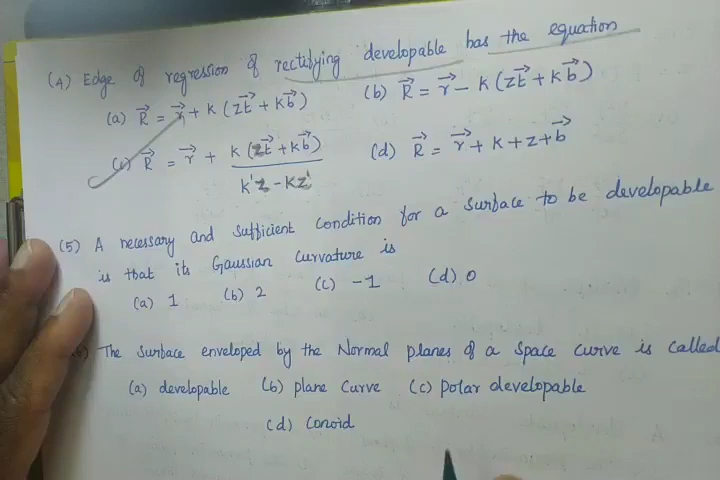 (4) Edge of regression of rectifying developable has the equation
(a) R⃗ = r⃗ + k (zt⃗ + kb⃗) (b) R⃗ = r⃗ - k (zt⃗ + kb⃗)
(c) R⃗ = r⃗ + k (zt⃗ + kb⃗) / k'z - kz' (d) R⃗ = r⃗ + k + z + b⃗
(5) A necessary and sufficient condition for a surface to be developable
is that its Gaussian curvature is
(a) 1 (b) 2 (c) -1 (d) 0
The surface enveloped by the Normal planes of a space curve is called
(a) developable (b) plane curve (c) polar developable
(d) conoid